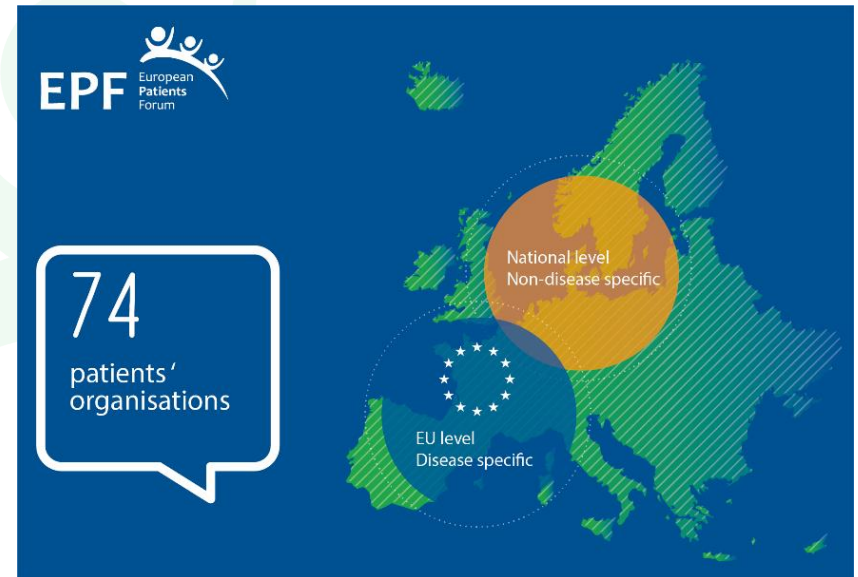 EPF
European
Patients
Forum
National level
Non-disease specific
74
patients‘
organisations
EU level
Disease specific